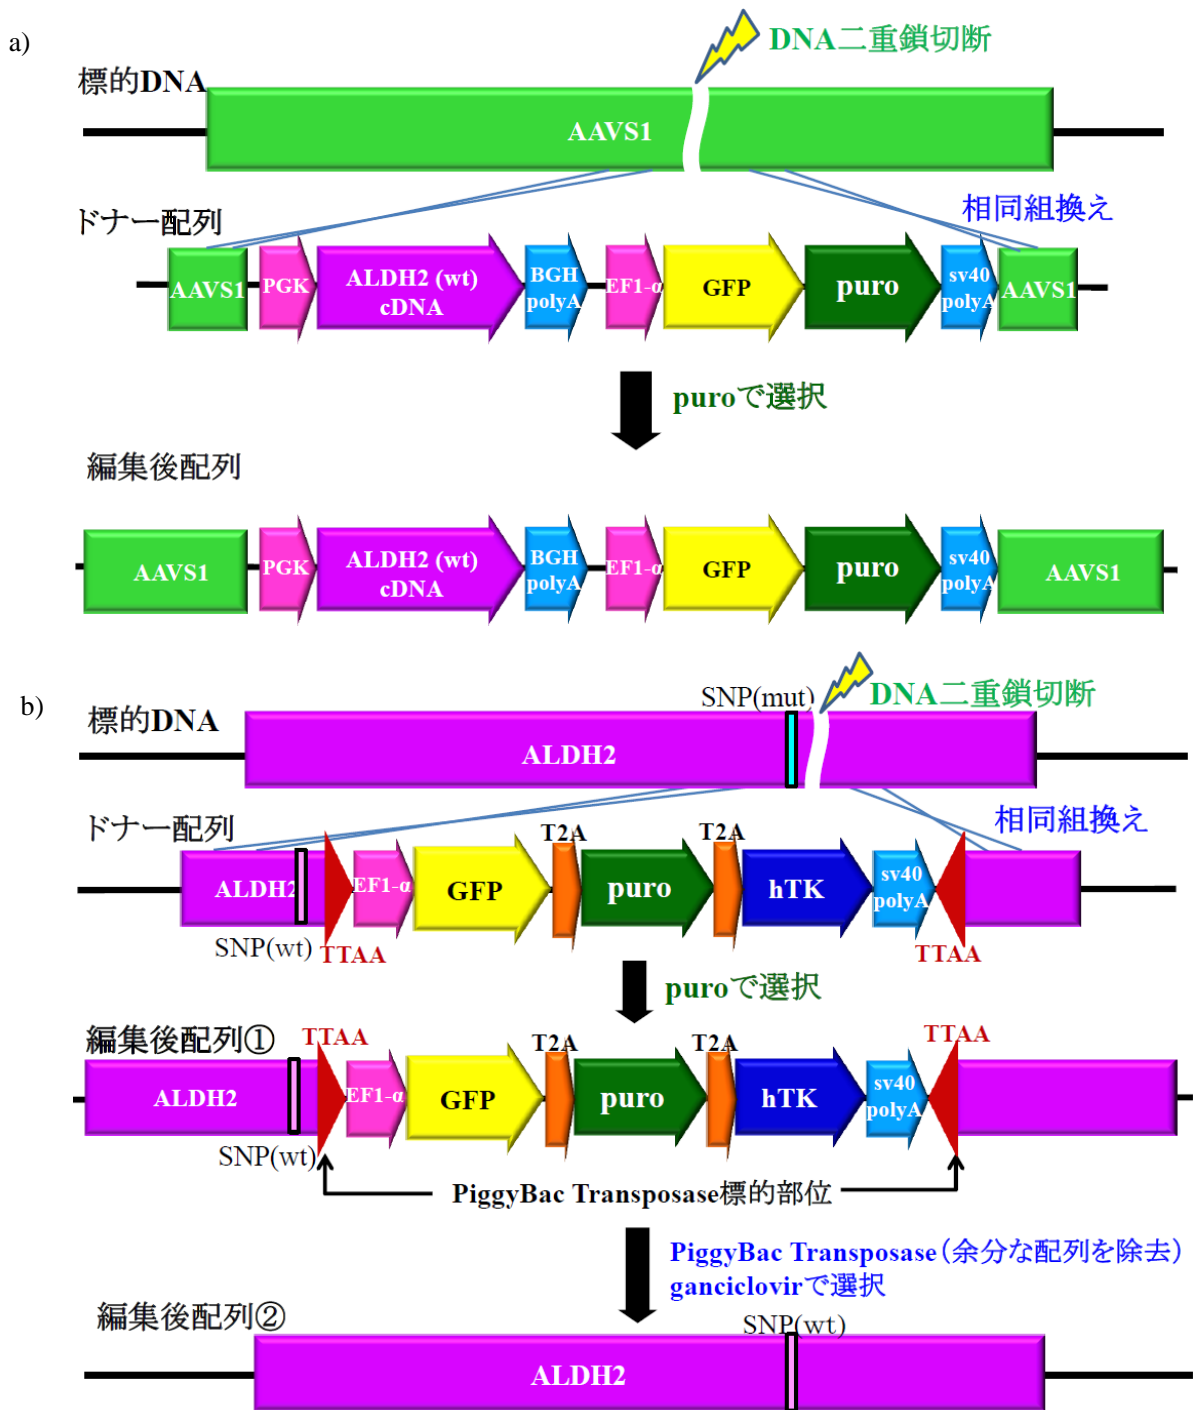 a)
DNA二重鎖切断
標的DNA
AAVS1
ドナー配列
相同組換え
AAVS1
PGK
ALDH2 (wt)
cDNA
BGH
polyA
EF1-α
GFP
puro
sv40
polyA
AAVS1
puroで選択
編集後配列
AAVS1
PGK
ALDH2 (wt)
cDNA
BGH
polyA
EF1-α
GFP
puro
sv40
polyA
AAVS1
b)
DNA二重鎖切断
標的DNA
SNP(mut)
ALDH2
ドナー配列
相同組換え
ALDH2
SNP(wt)
TTAA
EF1-α
GFP
T2A
puro
T2A
hTK
sv40
polyA
TTAA
puroで選択
編集後配列①
ALDH2
SNP(wt)
TTAA
EF1-α
GFP
T2A
puro
T2A
hTK
sv40
polyA
TTAA
PiggyBac Transposase標的部位
PiggyBac Transposase(余分な配列を除去)
ganciclovirで選択
編集後配列②
SNP(wt)
ALDH2